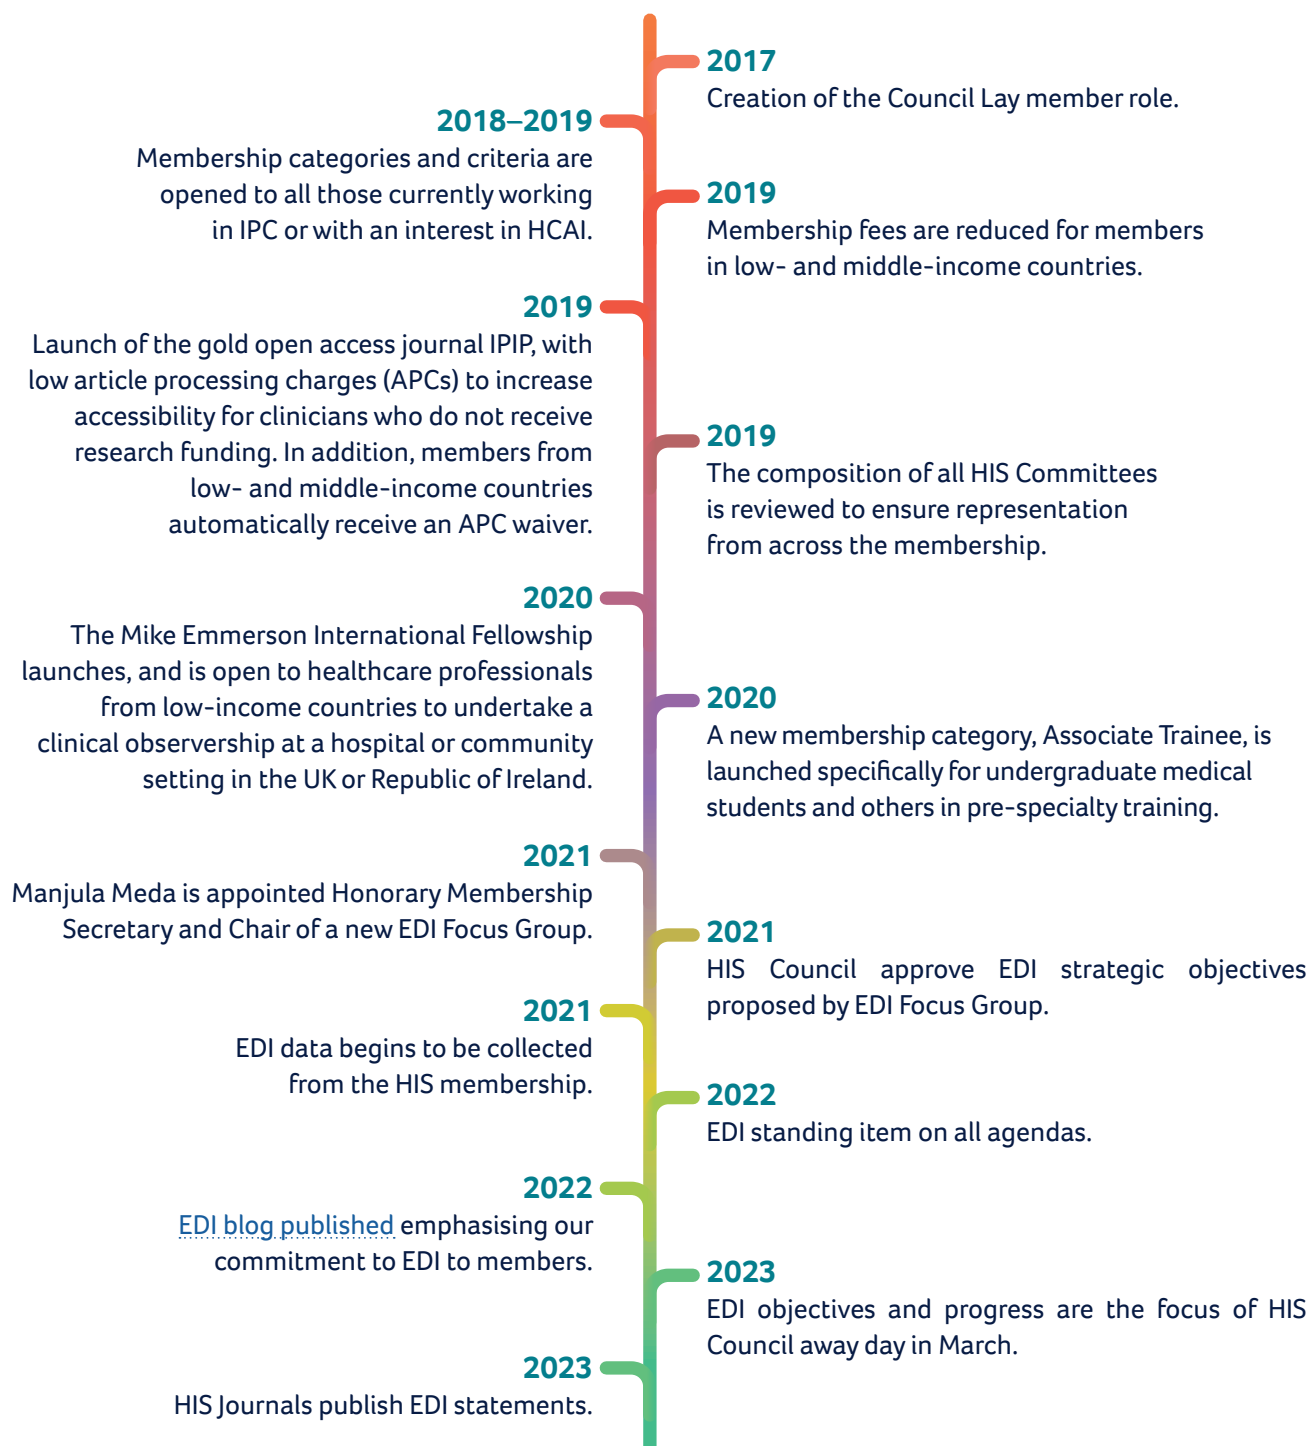 2017
Creation of the Council Lay member role.
2018–2019
Membership categories and criteria are
opened to all those currently working
in IPC or with an interest in HCAI.
2019
Membership fees are reduced for members
in low- and middle-income countries.
2019
Launch of the gold open access journal IPIP, with
low article processing charges (APCs) to increase
accessibility for clinicians who do not receive
research funding. In addition, members from
low- and middle-income countries
automatically receive an APC waiver.
2019
The composition of all HIS Committees
is reviewed to ensure representation
from across the membership.
2020
The Mike Emmerson International Fellowship
launches, and is open to healthcare professionals
from low-income countries to undertake a
clinical observership at a hospital or community
setting in the UK or Republic of Ireland.
2020
A new membership category, Associate Trainee, is
launched specifically for undergraduate medical
students and others in pre-specialty training.
2021
Manjula Meda is appointed Honorary Membership
Secretary and Chair of a new EDI Focus Group.
2021
HIS Council approve EDI strategic objectives
proposed by EDI Focus Group.
2021
EDI data begins to be collected
from the HIS membership.
2022
EDI standing item on all agendas.
2022
EDI blog published emphasising our
commitment to EDI to members.
2023
EDI objectives and progress are the focus of HIS
Council away day in March.
2023
HIS Journals publish EDI statements.